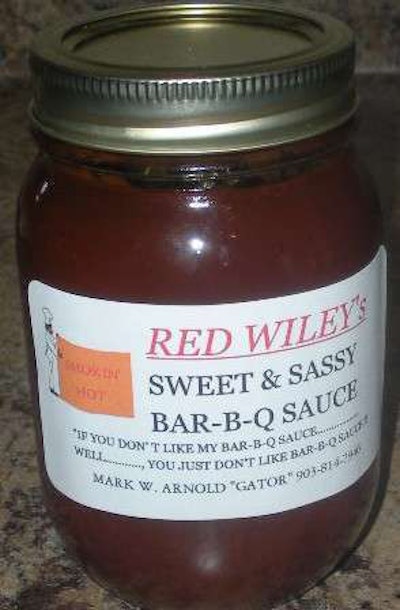 SMOKIN'
HOT
RED WILEY's
SWEET & SASSY
BAR-B-Q SAUCE
"IF YOU DON'T LIKE MY BAR-B-Q SAUCE..............
WELL..........., YOU JUST DON'T LIKE BAR-B-Q SAUCE!!
MARK W. ARNOLD "GATOR"